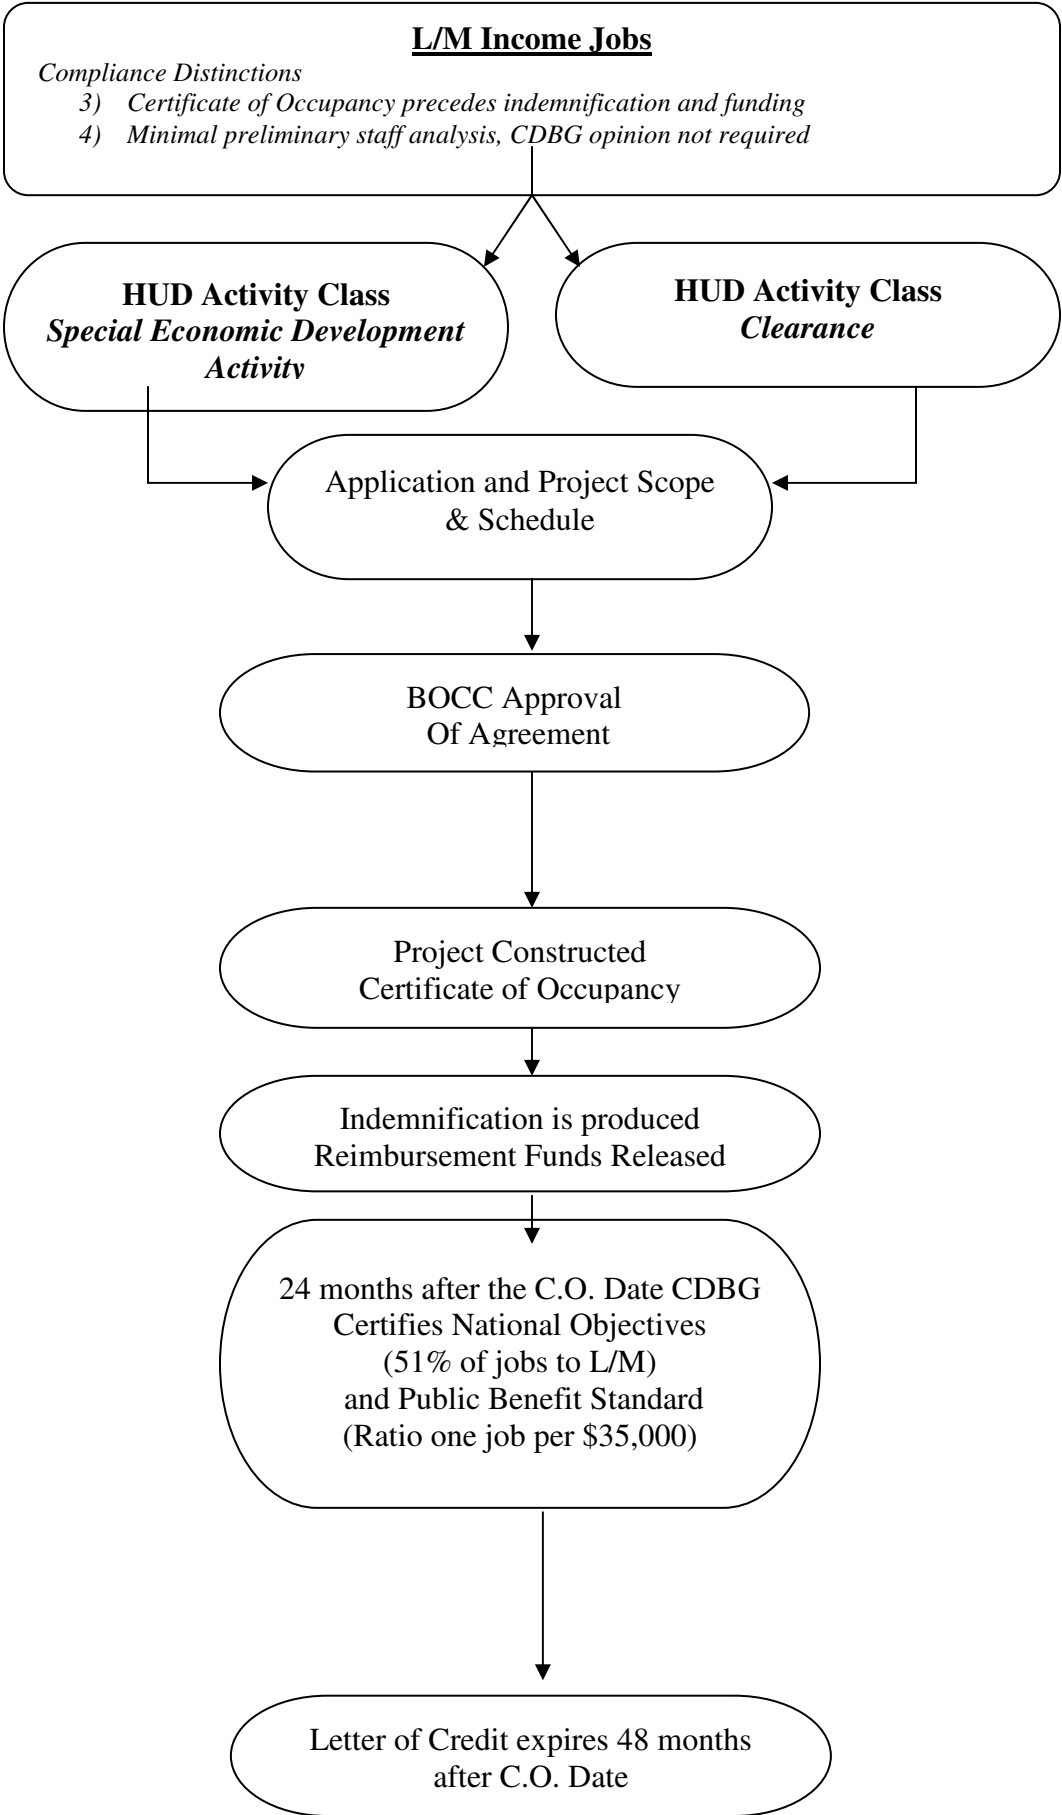 L/M Income Jobs
Compliance Distinctions
3) Certificate of Occupancy precedes indemnification and funding
4) Minimal preliminary staff analysis, CDBG opinion not required
HUD Activity Class
Special Economic Development
Activity
HUD Activity Class
Clearance
Application and Project Scope
& Schedule
BOCC Approval
Of Agreement
Project Constructed
Certificate of Occupancy
Indemnification is produced
Reimbursement Funds Released
24 months after the C.O. Date CDBG
Certifies National Objectives
(51% of jobs to L/M)
and Public Benefit Standard
(Ratio one job per $35,000)
Letter of Credit expires 48 months
after C.O. Date